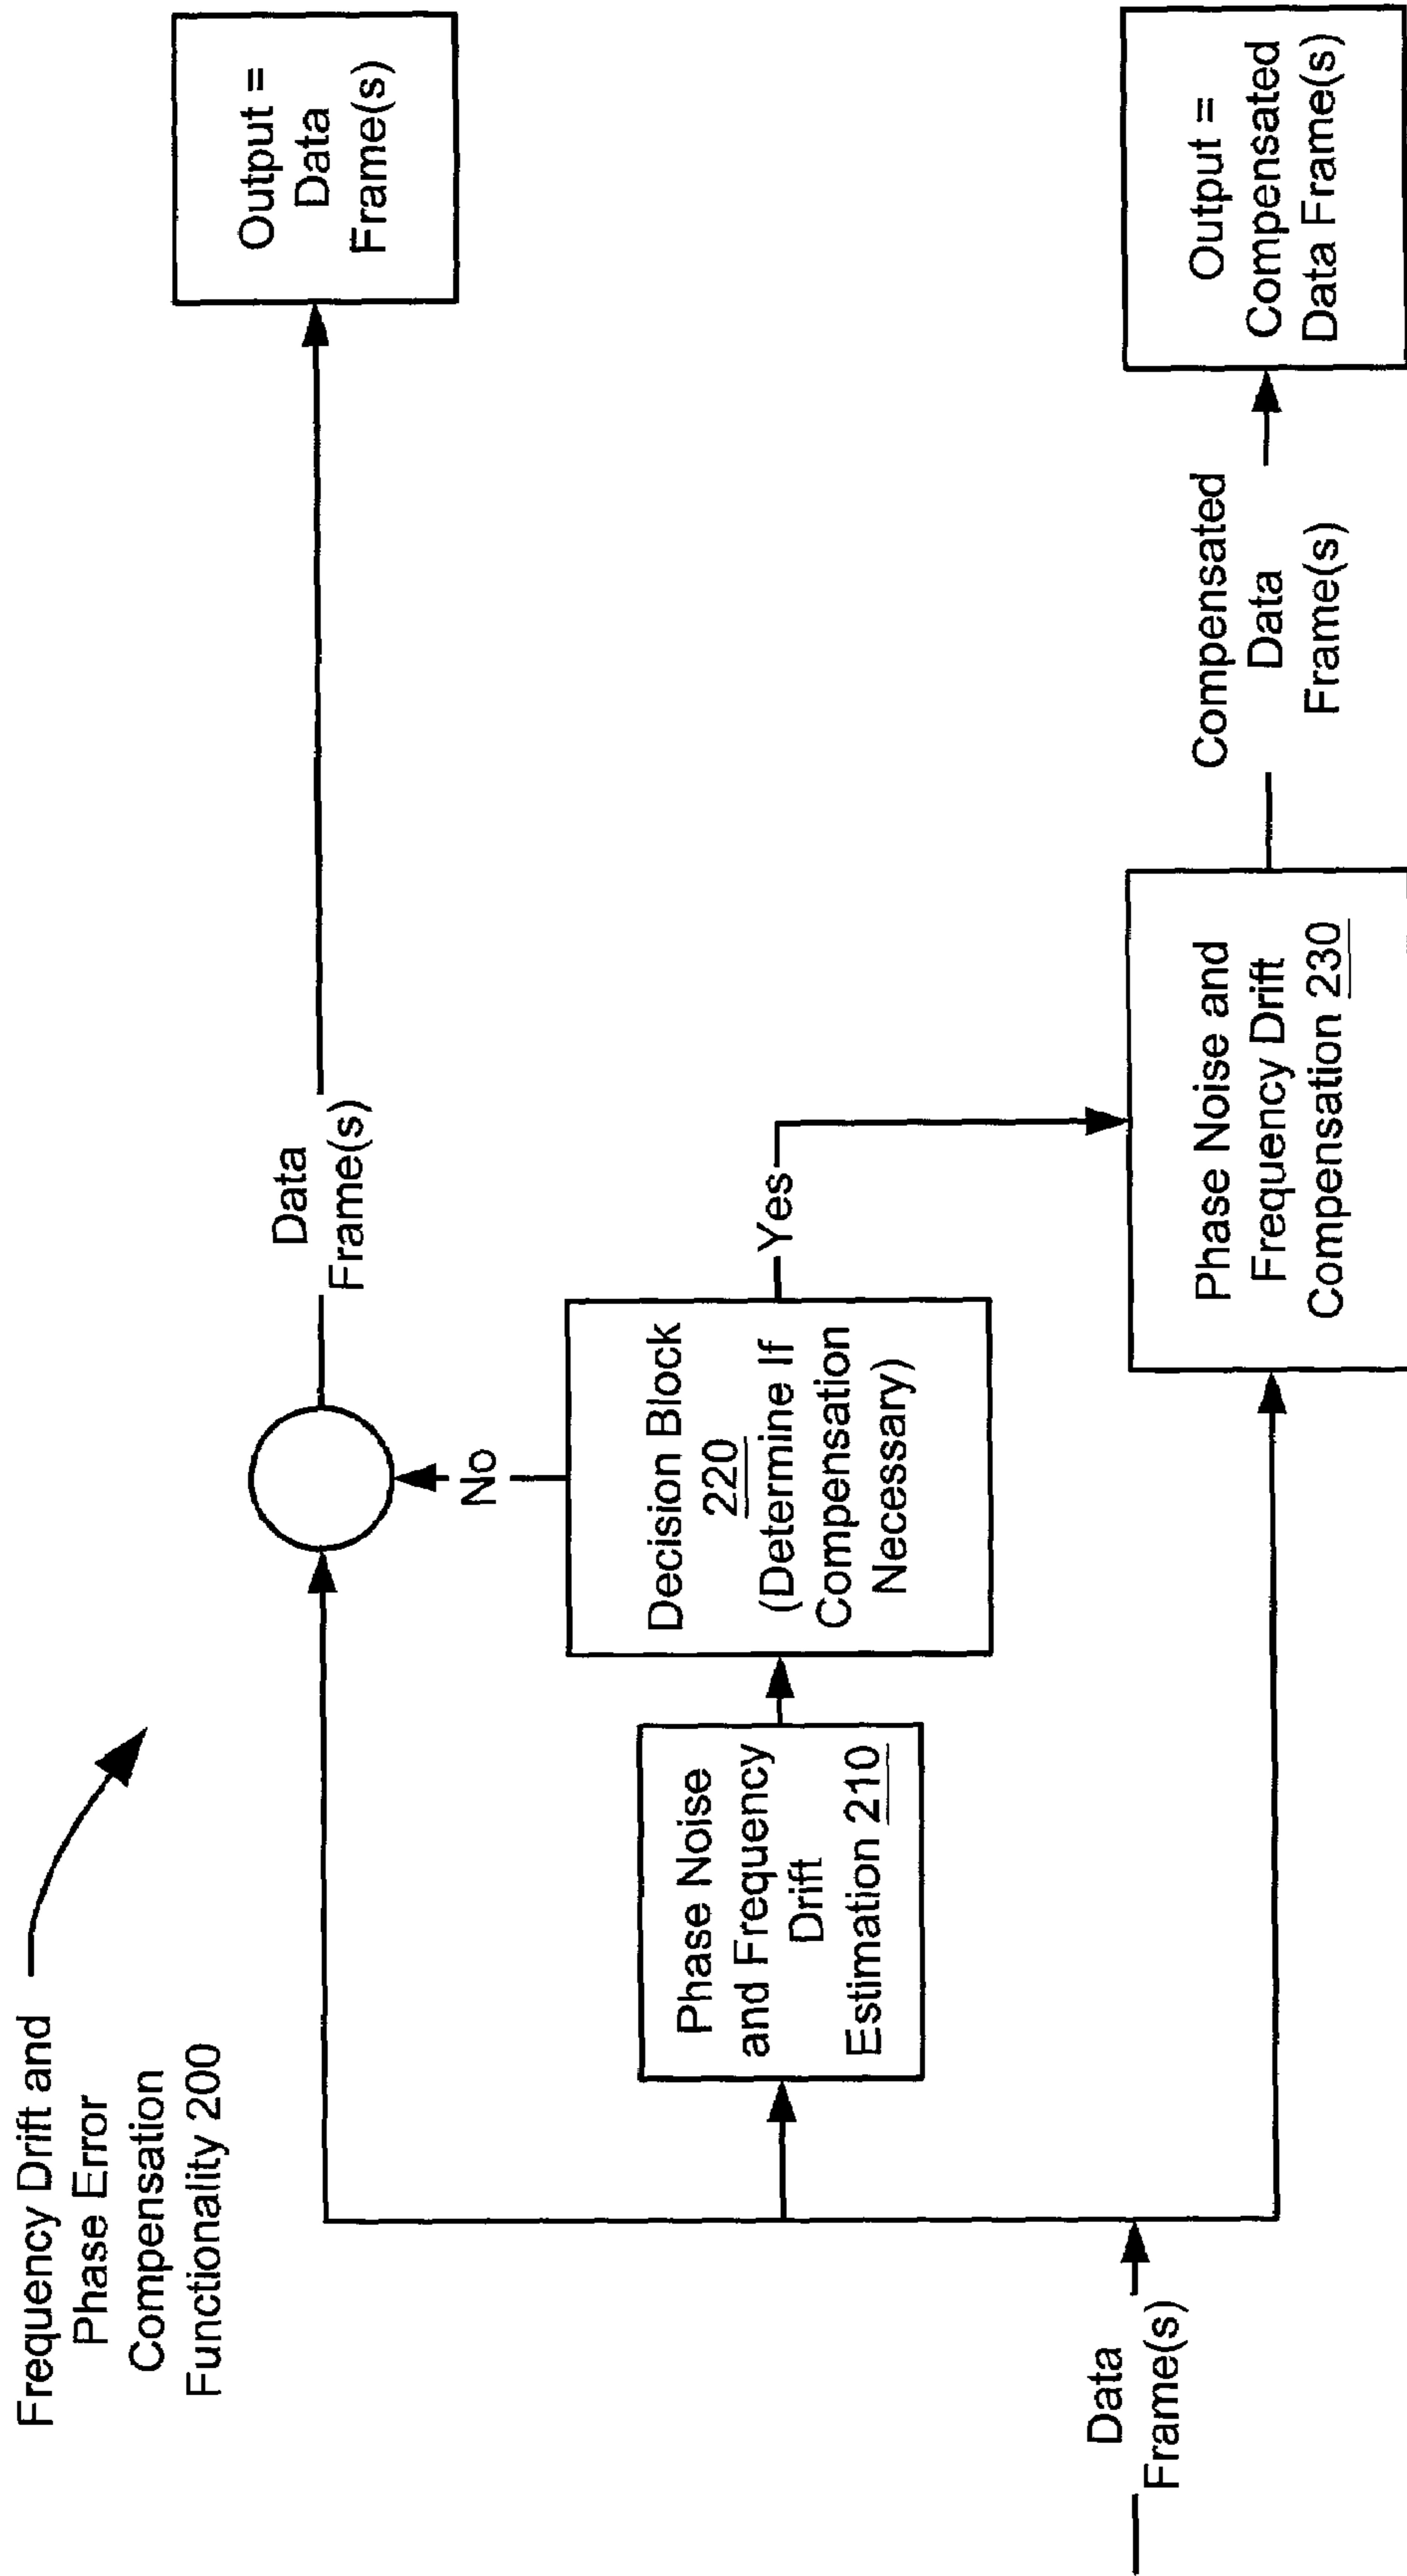 Frequency Drift and
Phase Error
Compensation
Functionality 200
Data
Frame(s)
Phase Noise
and Frequency
Drift
Estimation 210
Decision Block
220
(Determine If
Compensation
Necessary)
No
Yes
Data
Frame(s)
Output =
Data
Frame(s)
Phase Noise and
Frequency Drift
Compensation 230
Compensated
Data
Frame(s)
Output =
Compensated
Data Frame(s)